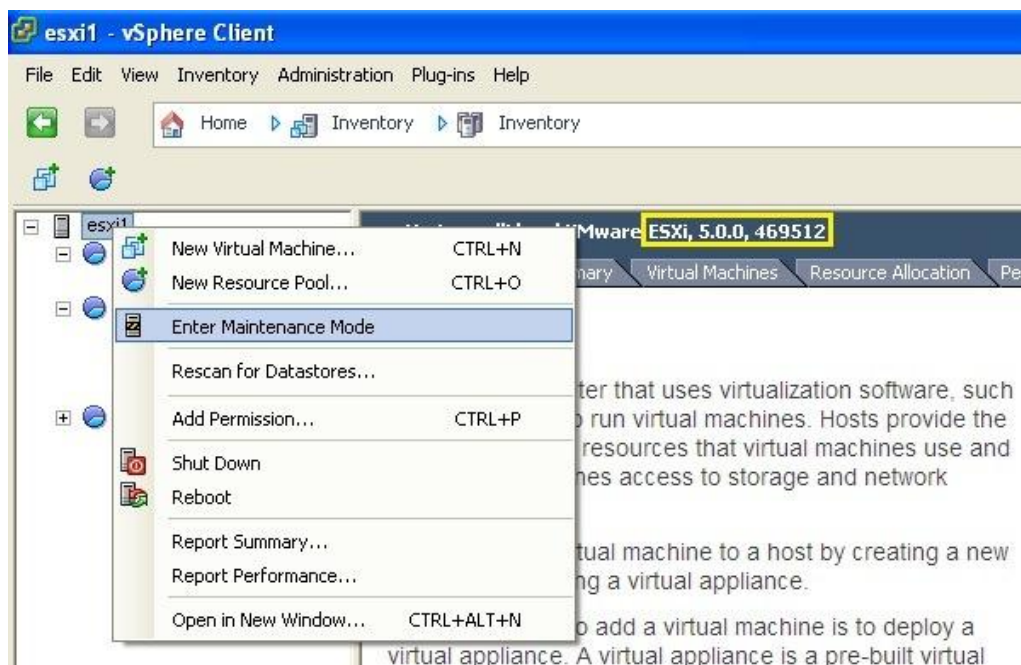 esxi1 - vSphere Client
File Edit View Inventory Administration Plug-ins Help
Home Inventory Inventory
esxi1
VMware ESXi, 5.0.0, 469512
Virtual Machines Resource Allocation
New Virtual Machine... CTRL+N
New Resource Pool... CTRL+O
Enter Maintenance Mode
Rescan for Datastores...
Add Permission... CTRL+P
Shut Down
Reboot
Report Summary...
Report Performance...
Open in New Window... CTRL+ALT+N
that uses virtualization software, such
run virtual machines. Hosts provide the
resources that virtual machines use and
access to storage and network
machine to a host by creating a new
a virtual appliance.
add a virtual machine is to deploy a
virtual appliance. A virtual appliance is a pre-built virtual